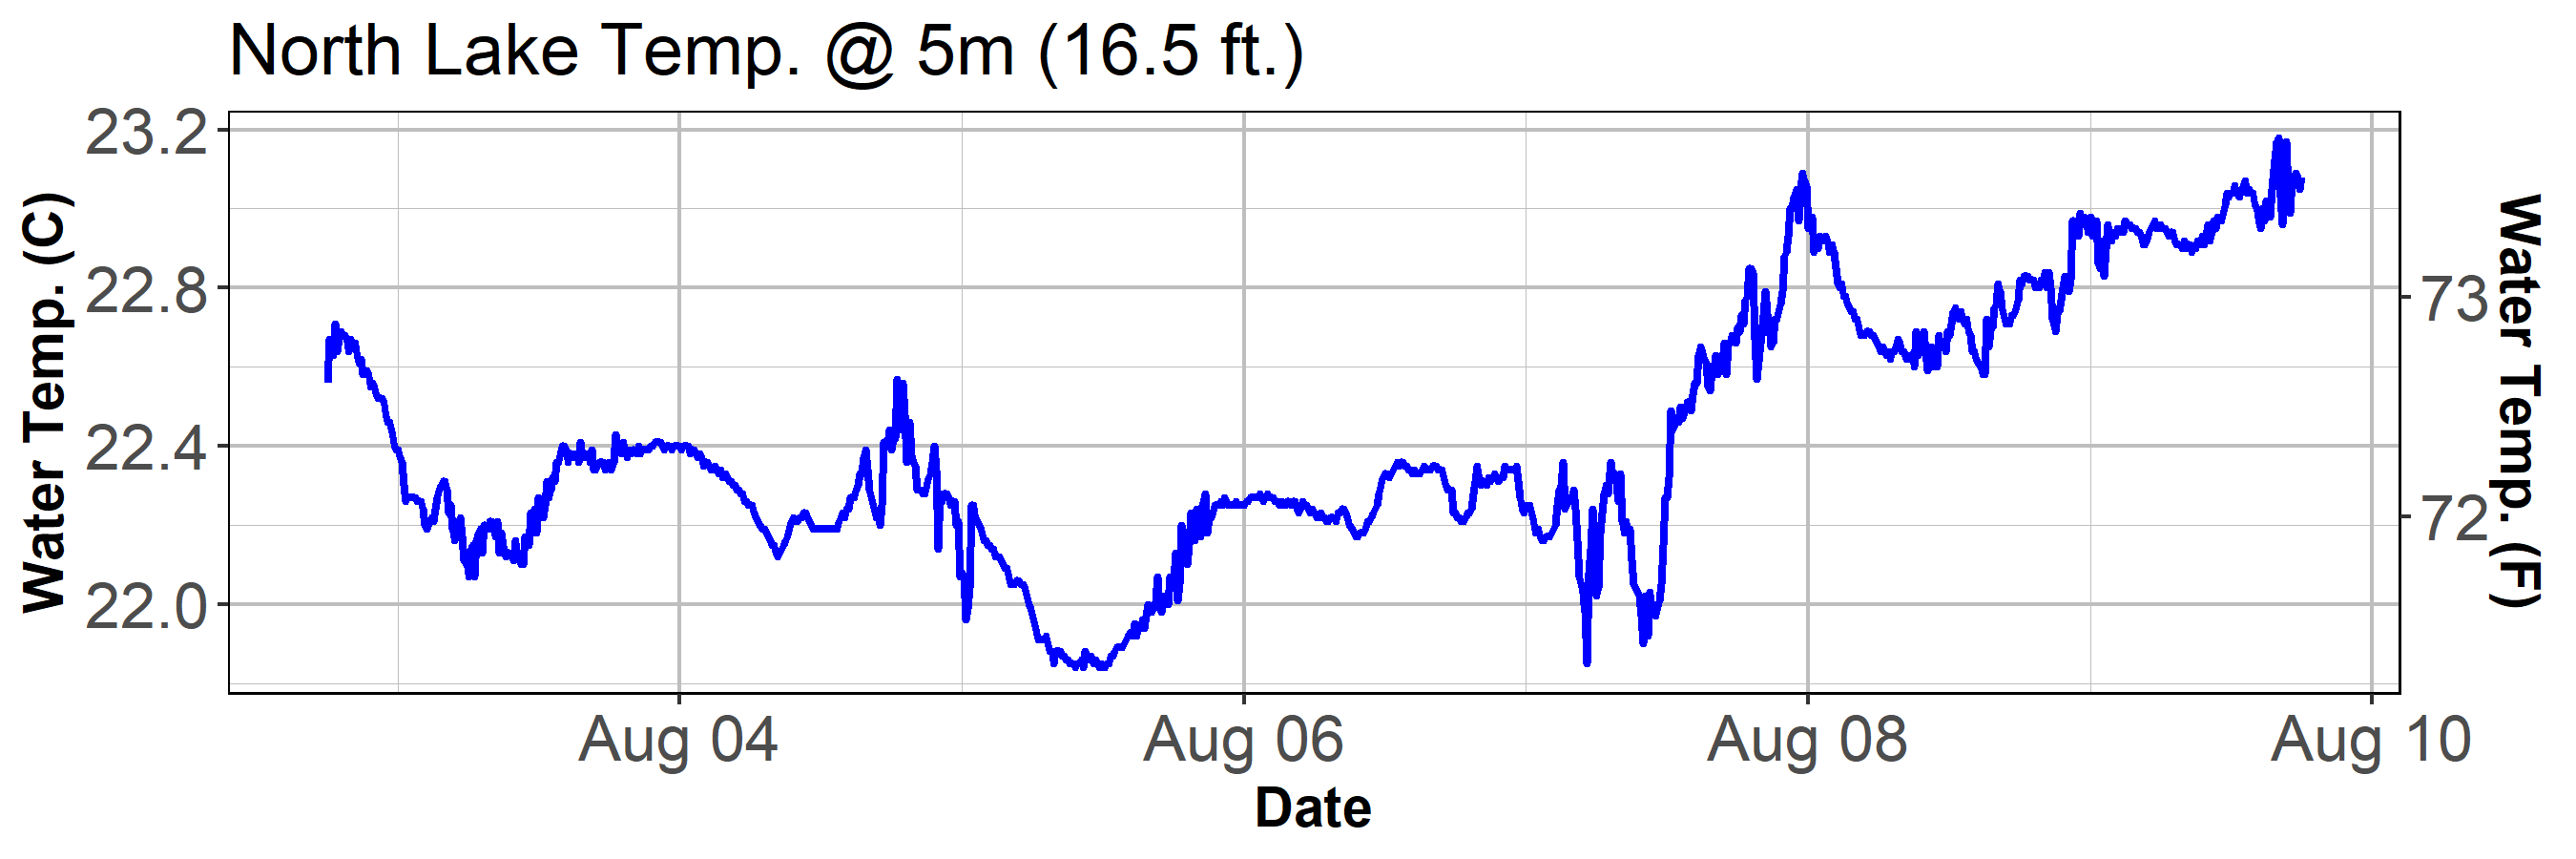 North Lake Temp. @ 5m (16.5 ft.)
23.2
22.8
22.4
22.0
Water Temp. (C)
73
72
Water Temp. (F)
Aug 04
Aug 06
Aug 08
Aug 10
Date